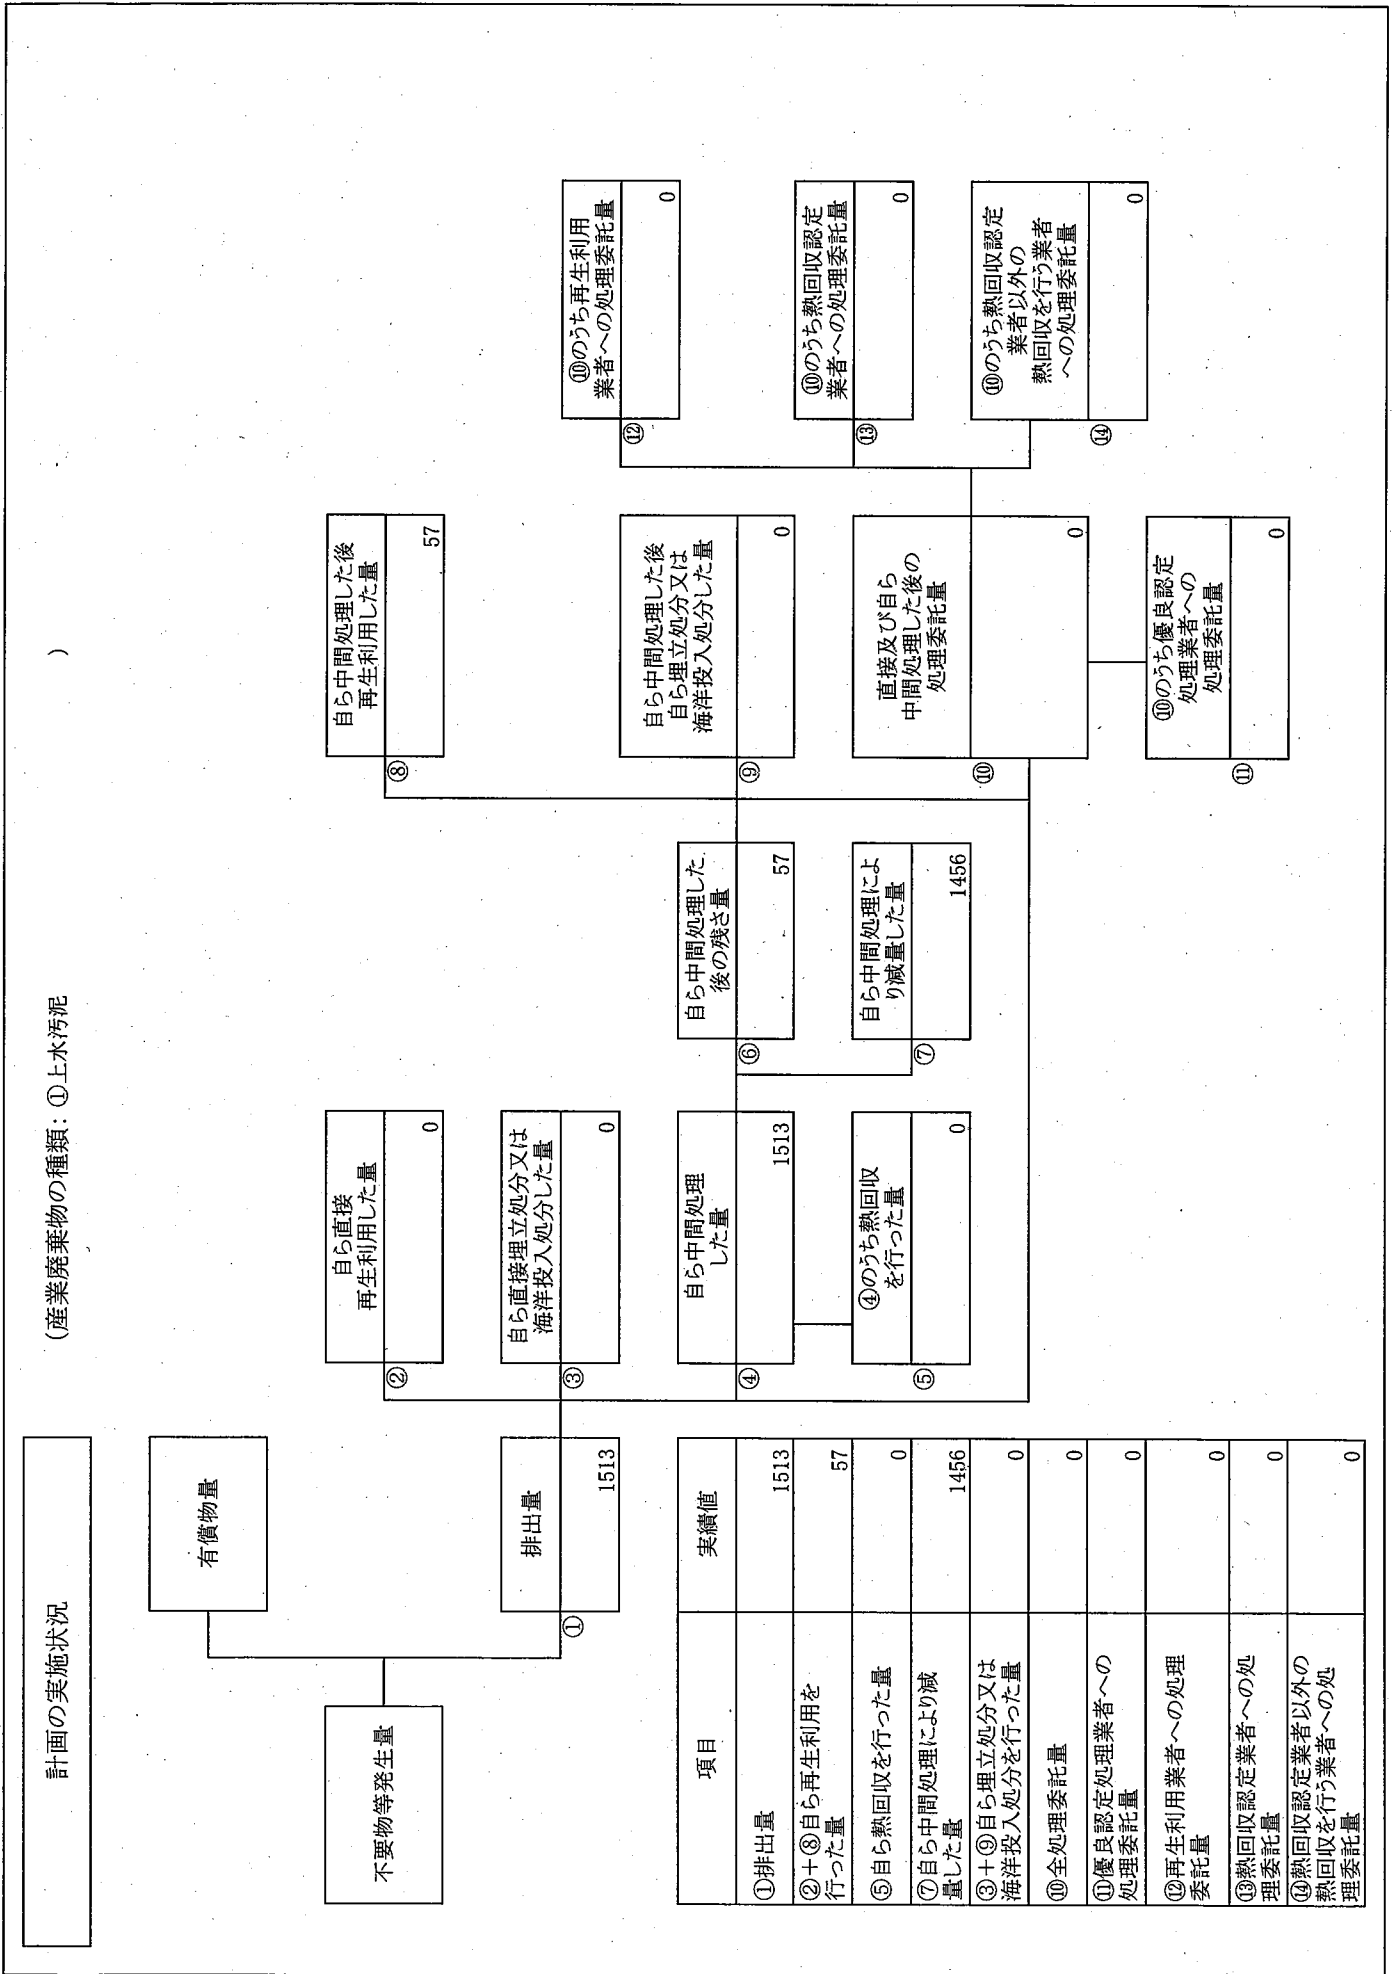 計画の実施状況
(産業廃棄物の種類: ①上水汚泥
)
不要物等発生量
有償物量
①
排出量
1513
②
自ら直接
再生利用した量
0
③
自ら直接埋立処分又は
海洋投入処分した量
0
④
自ら中間処理
した量
1513
⑤
④のうち熱回収
を行った量
0
⑥
自ら中間処理した
後の残さ量
57
⑦
自ら中間処理によ
り減量した量
1456
⑧
自ら中間処理した後
再生利用した量
57
⑨
自ら中間処理した後
自ら埋立処分又は
海洋投入処分した量
0
⑩
直接及び自ら
中間処理した後の
処理委託量
0
⑪
⑩のうち優良認定
処理業者への
処理委託量
0
⑫
⑩のうち再生利用
業者への処理委託量
0
⑬
⑩のうち熱回収認定
業者への処理委託量
0
⑭
⑩のうち熱回収認定
業者以外の
熱回収を行う業者
への処理委託量
0
項目
実績値
①排出量
1513
②+⑧自ら再生利用を
行った量
57
⑤自ら熱回収を行った量
0
⑦自ら中間処理により減
量した量
1456
③+⑨自ら埋立処分又は
海洋投入処分を行った量
0
⑩全処理委託量
0
⑪優良認定処理業者への
処理委託量
0
⑫再生利用業者への処理
委託量
0
⑬熱回収認定業者への処
理委託量
0
⑭熱回収認定業者以外の
熱回収を行う業者への処
理委託量
0